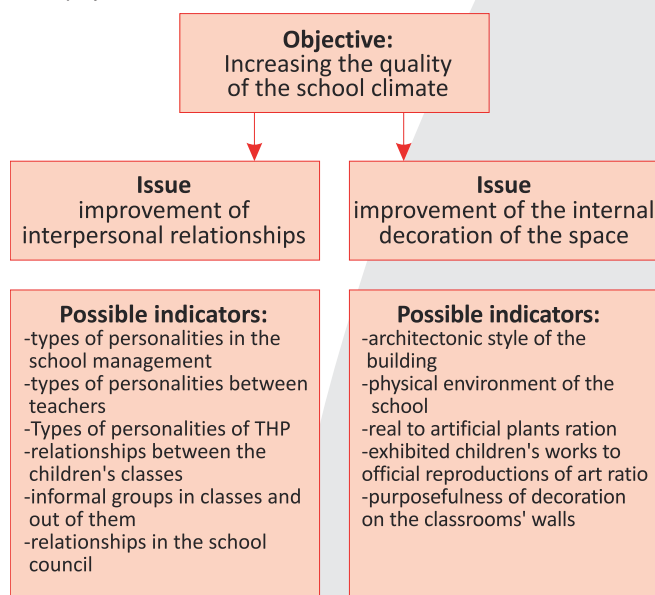 Objective:
Increasing the quality
of the school climate
Issue
improvement of
interpersonal relationships
Issue
improvement of the internal
decoration of the space
Possible indicators:
-types of personalities in the
school management
-types of personalities between
teachers
-Types of personalities of THP
-relationships between the
children's classes
-informal groups in classes and
out of them
-relationships in the school
council
Possible indicators:
-architectonic style of the
building
-physical environment of the
school
-real to artificial plants ration
-exhibited children's works to
official reproductions of art ratio
-purposefulness of decoration
on the classrooms' walls